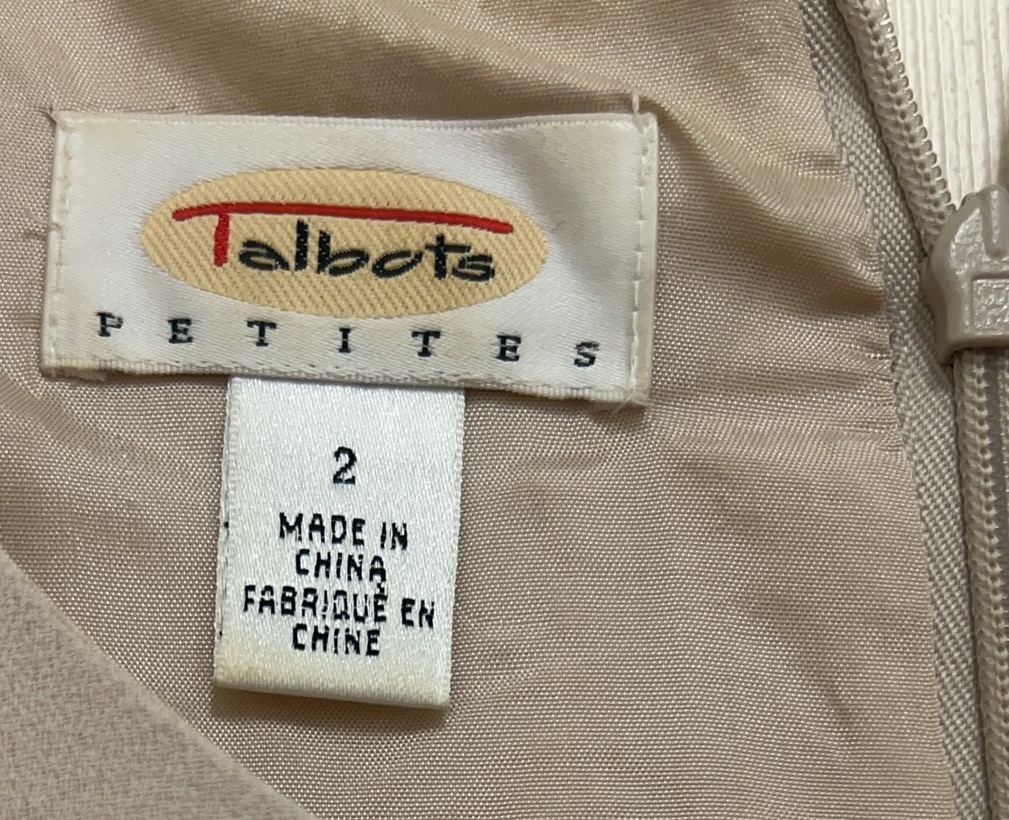 Talbots
PETITES
2
MADE IN
CHINA
FABRIQUÉ EN
CHINE